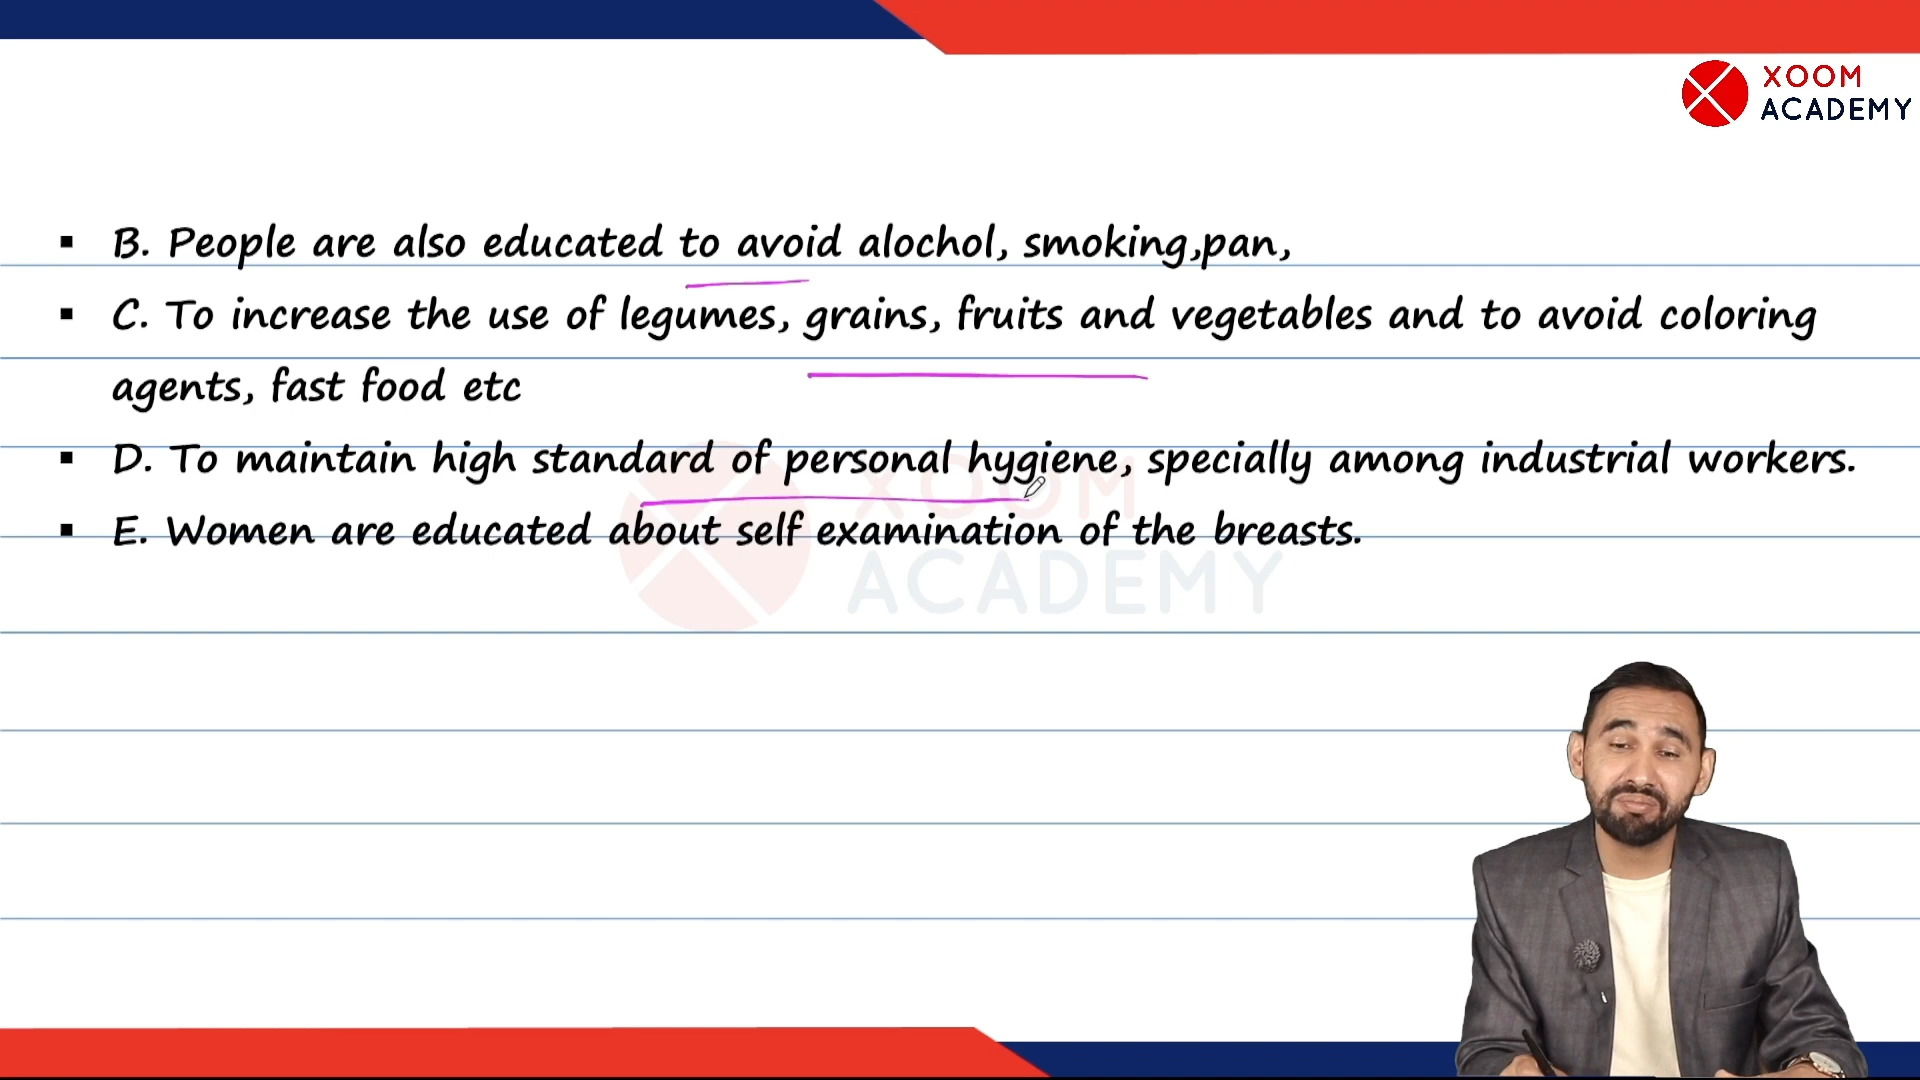 XOOM
ACADEMY
▪ B. People are also educated to avoid alochol, smoking,pan,
▪ C. To increase the use of legumes, grains, fruits and vegetables and to avoid coloring
agents, fast food etc
▪ D. To maintain high standard of personal hygiene, specially among industrial workers.
▪ E. Women are educated about self examination of the breasts.
XOOM
ACADEMY